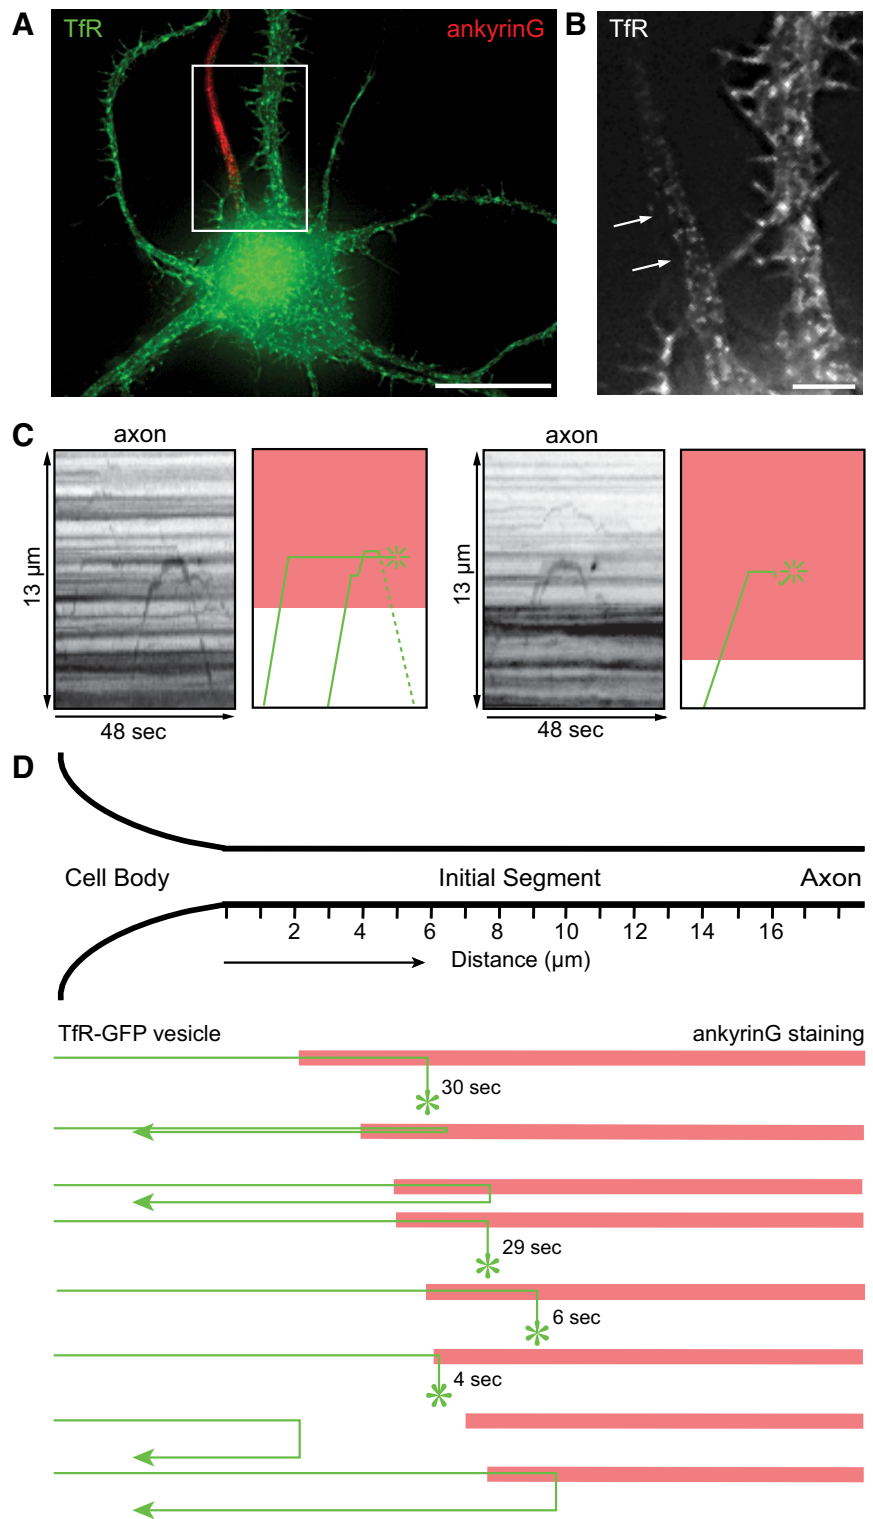 A
TfR
ankyrinG
B
TfR
C
axon
axon
13 µm
13 µm
48 sec
48 sec
D
Cell Body
Initial Segment
Axon
2 4 6 8 10 12 14 16
Distance (µm)
TfR-GFP vesicle
ankyrinG staining
30 sec
29 sec
6 sec
4 sec